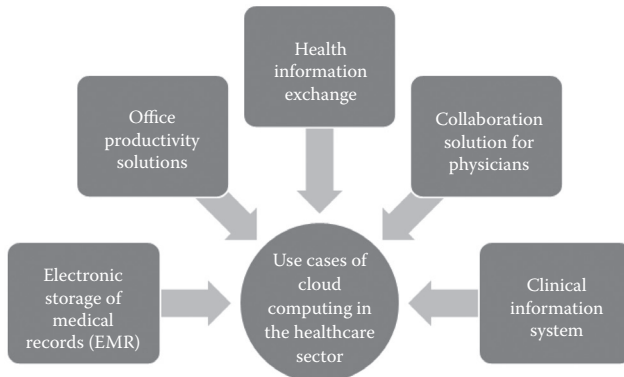 Health
information
exchange
Office
productivity
solutions
Collaboration
solution for
physicians
Electronic
storage of
medical
records (EMR)
Use cases of
cloud
computing in
the healthcare
sector
Clinical
information
system